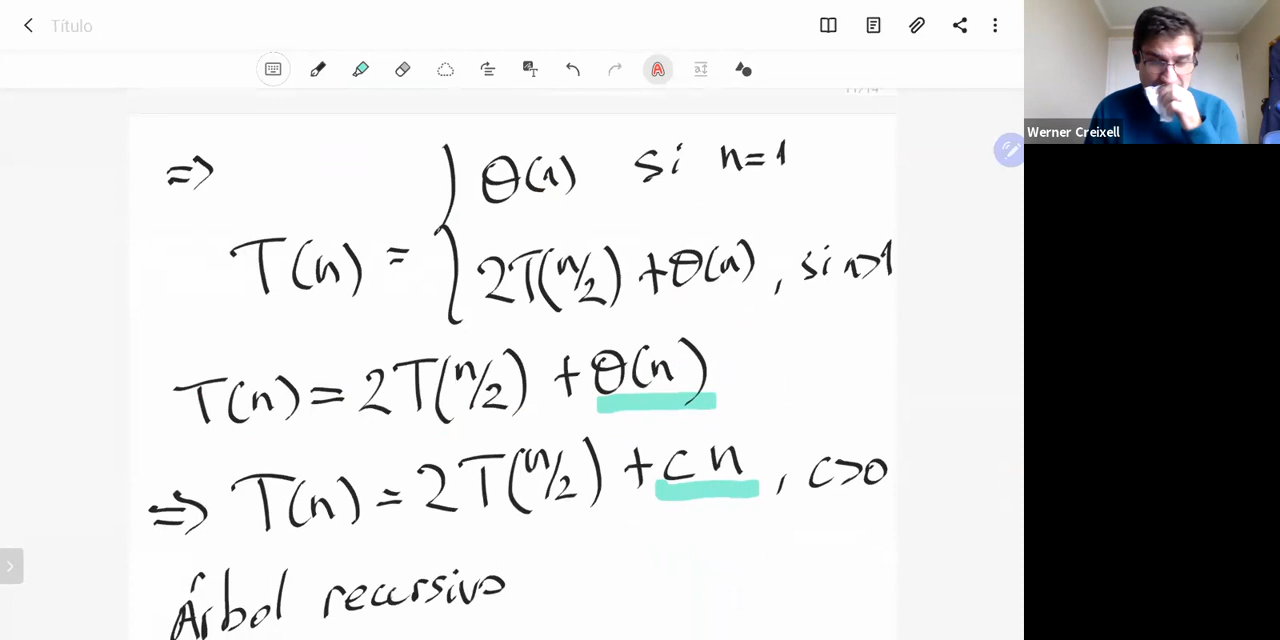 Título
Werner Creixell
=>
T(n) = { Θ(1) si n=1
2T(n/2) + Θ(n), si n>1
T(n) = 2T(n/2) + Θ(n)
=> T(n) = 2T(n/2) + cn, c>0
Árbol recursivo